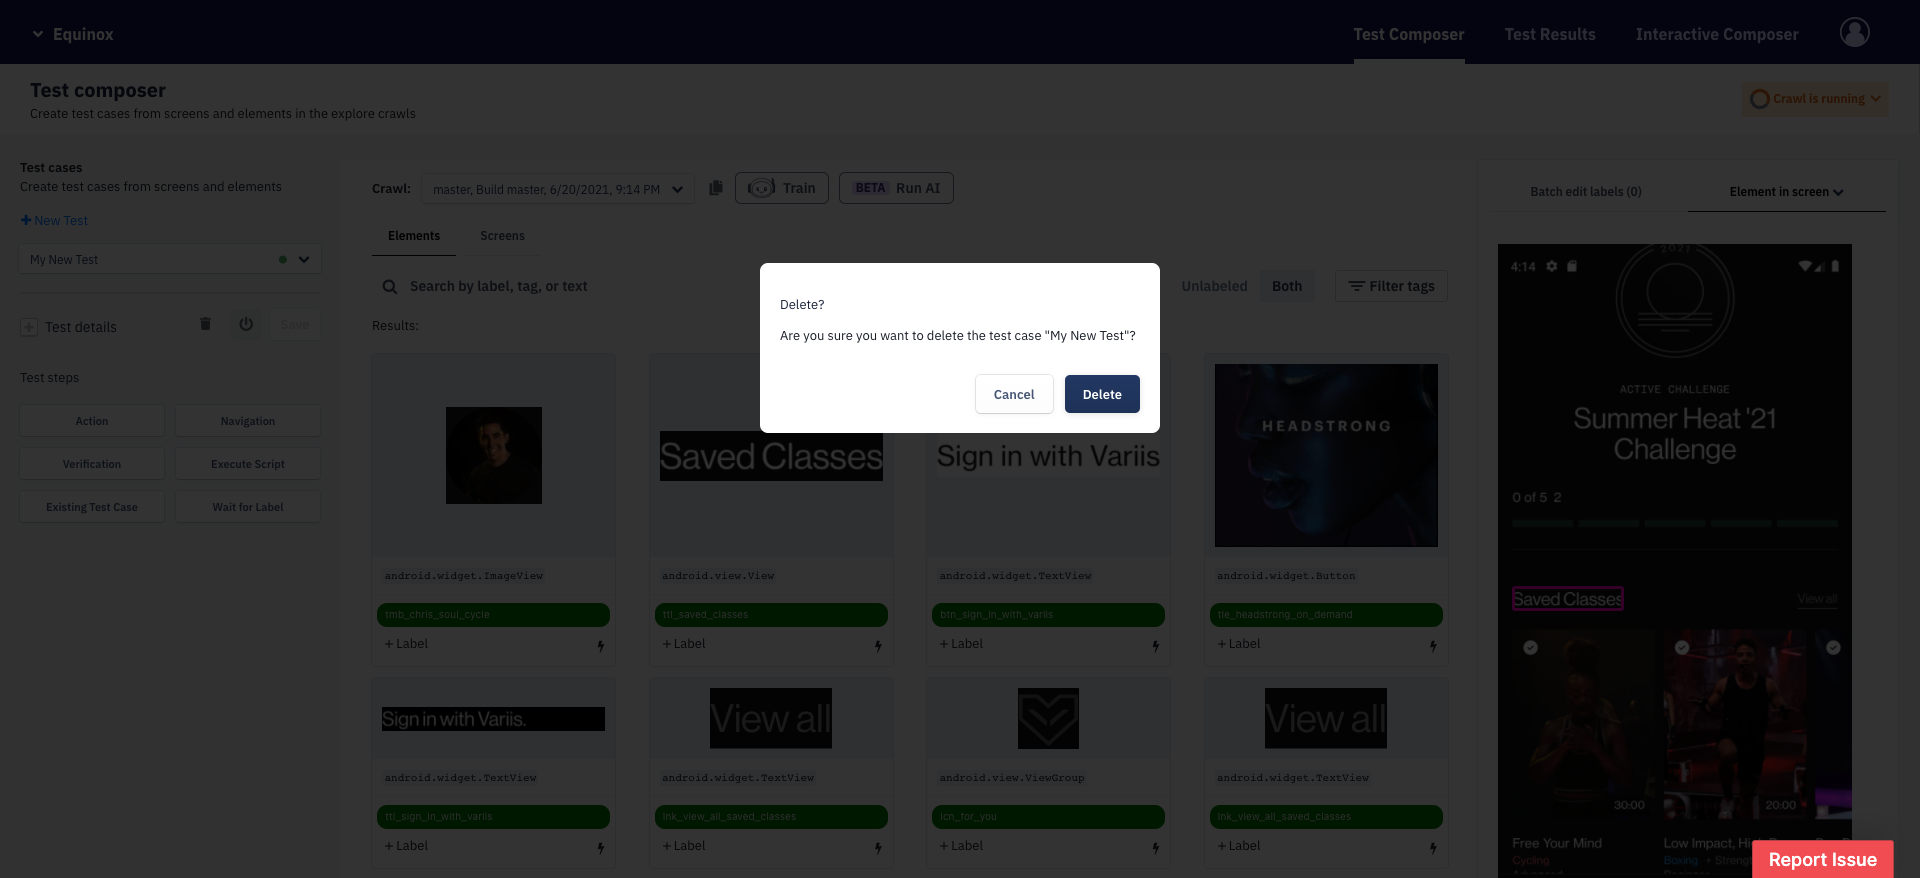 Equinox
Test Composer
Test Results
Interactive Composer
Test composer
Create test cases from screens and elements in the explore crawls
Crawl is running
Test cases
Create test cases from screens and elements
New Test
My New Test
Test details
Save
Test steps
Action
Navigation
Verification
Execute Script
Existing Test Case
Wait for Label
Crawl:
master, Build master, 6/20/2021, 9:14 PM
Train
BETA Run AI
Elements
Screens
Search by label, tag, or text
Unlabeled
Both
Filter tags
Results:
Delete?
Are you sure you want to delete the test case "My New Test"?
Cancel
Delete
Saved Classes
Sign in with Variis
HEADSTRONG
android.widget.ImageView
android.view.View
android.widget.TextView
android.widget.Button
tmb_chris_soul_cycle
ttl_saved_classes
btn_sign_in_with_variis
tle_headstrong_on_demand
+ Label
+ Label
+ Label
+ Label
Sign in with Variis.
View all
View all
android.widget.TextView
android.widget.TextView
android.view.ViewGroup
android.widget.TextView
ttl_sign_in_with_variis
lnk_view_all_saved_classes
icn_for_you
lnk_view_all_saved_classes
+ Label
+ Label
+ Label
+ Label
Batch edit labels (0)
Element in screen
4:14
2021
ACTIVE CHALLENGE
Summer Heat '21
Challenge
0 of 5 2
Saved Classes
View all
30:00
20:00
Free Your Mind
Low Impact,
Cycling
Boxing
Report Issue